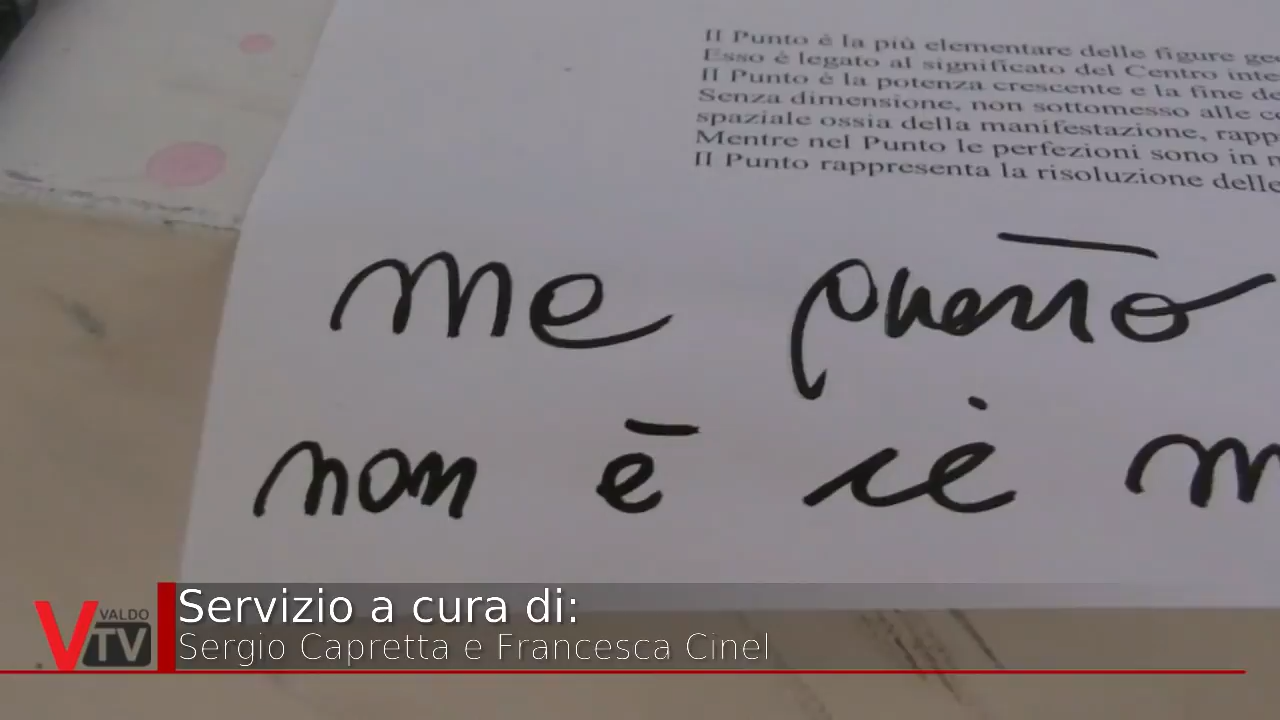 Il Punto è la più elementare delle figure ge
Esso è legato al significato del Centro inte
Il Punto è la potenza crescente e la fine de
Senza dimensione, non sottomesso alle c
spaziale ossia della manifestazione, rapp
Mentre nel Punto le perfezioni sono in
Il Punto rappresenta la risoluzione delle
me questo
non è
VALDO
VTV
Servizio a cura di:
Sergio Capretta e Francesca Cinel